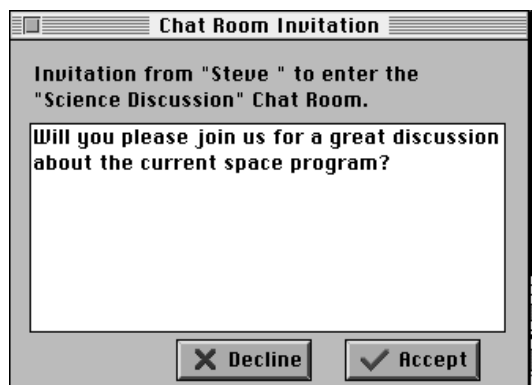 Chat Room Invitation
Invitation from "Steve " to enter the
"Science Discussion" Chat Room.
Will you please join us for a great discussion
about the current space program?
Decline
Accept